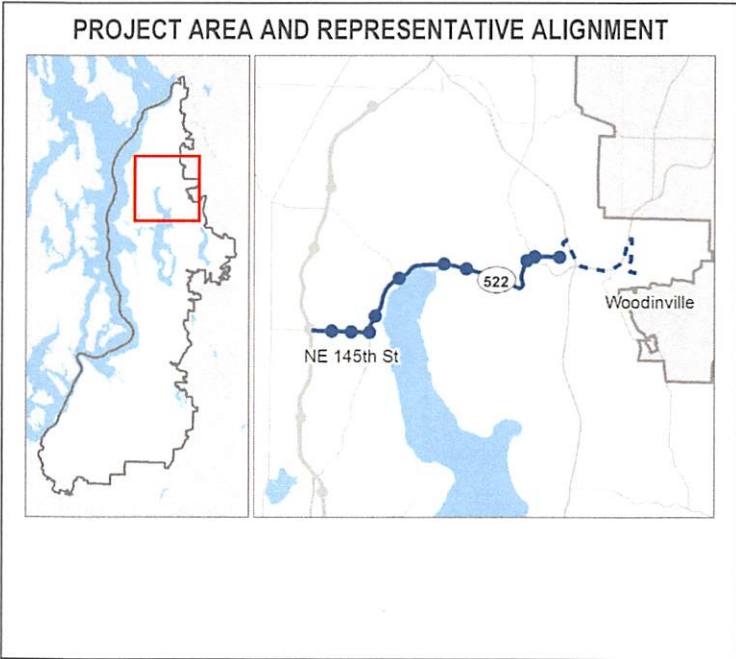 PROJECT AREA AND REPRESENTATIVE ALIGNMENT
522
Woodinville
NE 145th St